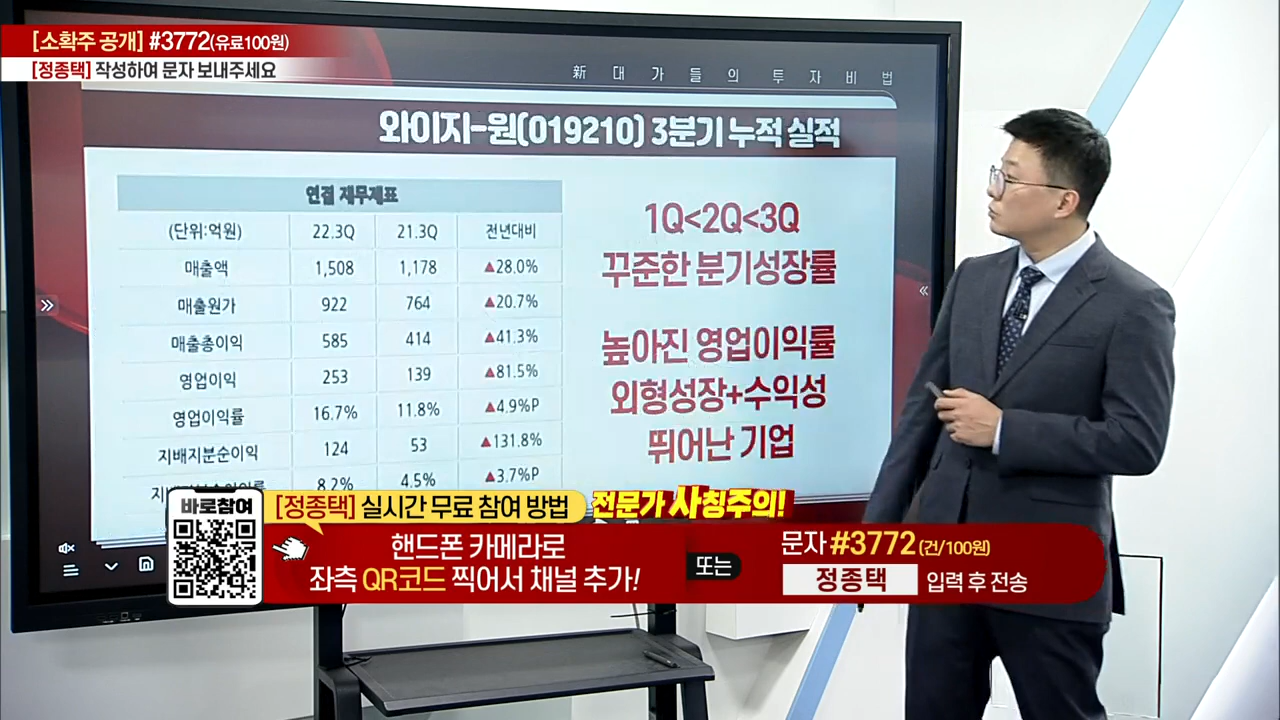 [소확주 공개] #3772(유료100원)
[정종택] 작성하여 문자 보내주세요
新 대 가 들 의 투 자 비 법
와이지-원(019210) 3분기 누적 실적
연결 재무제표
(단위:억원) 22.3Q 21.3Q 전년대비
매출액 1,508 1,178 ▲28.0%
매출원가 922 764 ▲20.7%
매출총이익 585 414 ▲41.3%
영업이익 253 139 ▲81.5%
영업이익률 16.7% 11.8% ▲4.9%P
지배지분순이익 124 53 ▲131.8%
8.2% 4.5% ▲3.7%P
1Q<2Q<3Q
꾸준한 분기성장률
높아진 영업이익률
외형성장+수익성
뛰어난 기업
바로참여
[정종택] 실시간 무료 참여 방법
전문가 사칭주의!
핸드폰 카메라로
좌측 QR코드 찍어서 채널 추가!
또는
문자 #3772 (건/100원)
정종택 입력 후 전송